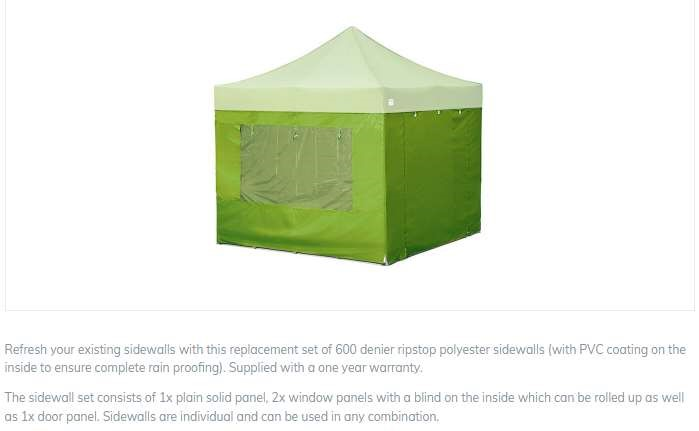 Refresh your existing sidewalls with this replacement set of 600 denier ripstop polyester sidewalls (with PVC coating on the
inside to ensure complete rain proofing). Supplied with a one year warranty.
The sidewall set consists of 1x plain solid panel, 2x window panels with a blind on the inside which can be rolled up as well
as 1x door panel. Sidewalls are individual and can be used in any combination.